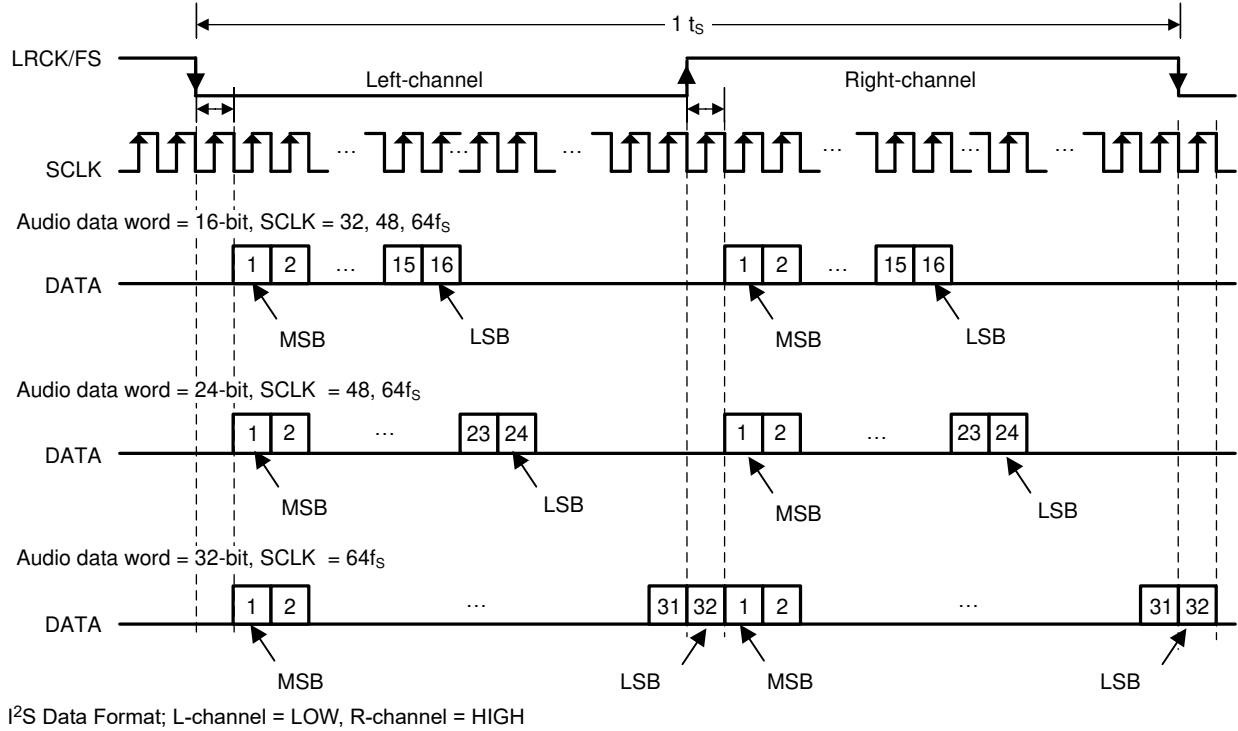 1 tS
LRCK/FS
Left-channel
Right-channel
SCLK
... ... ... ... ... ...
Audio data word = 16-bit, SCLK = 32, 48, 64fS
1 2 ... 15 16 1 2 ... 15 16
DATA
MSB LSB MSB LSB
Audio data word = 24-bit, SCLK = 48, 64fS
1 2 ... 23 24 1 2 ... 23 24
DATA
MSB LSB MSB LSB
Audio data word = 32-bit, SCLK = 64fS
1 2 ... 31 32 1 2 ... 31 32
DATA
MSB LSB MSB LSB
I2S Data Format; L-channel = LOW, R-channel = HIGH